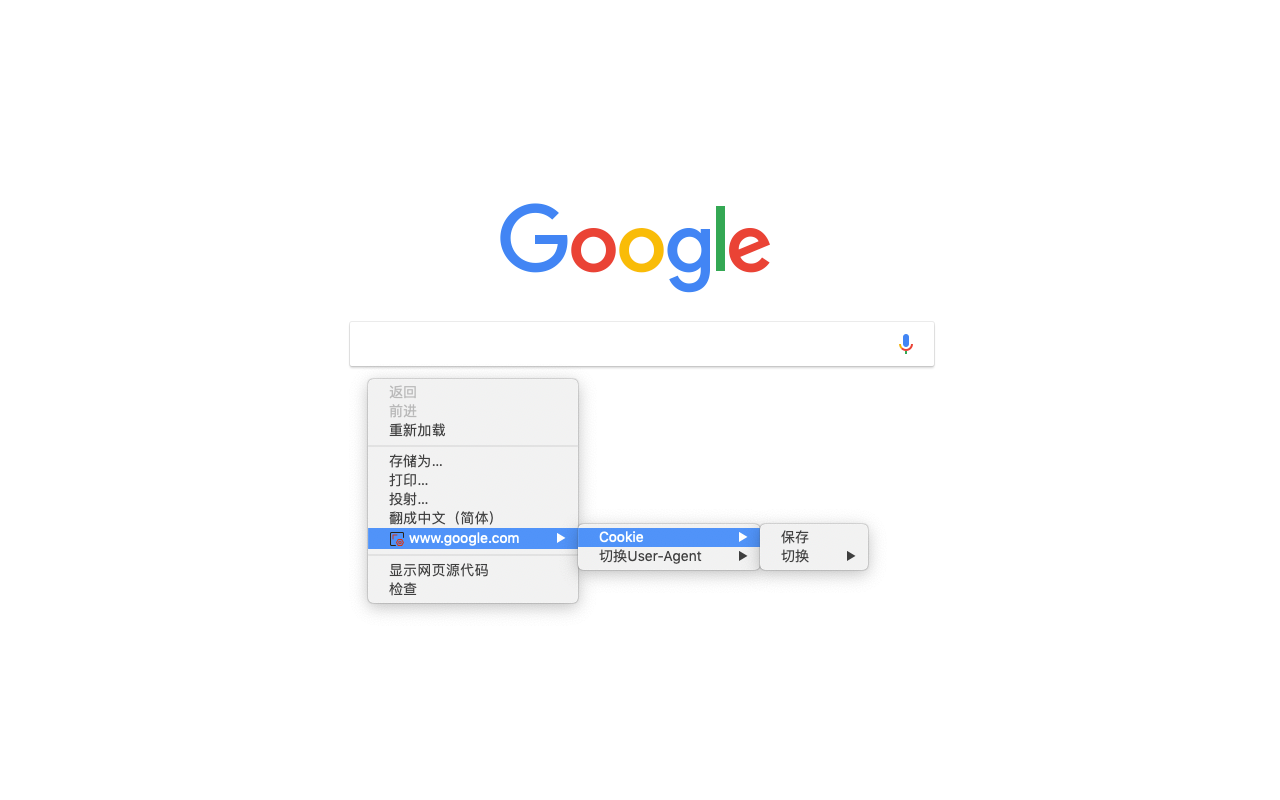 Google
返回
前进
重新加载
存储为...
打印...
投射...
翻成中文（简体）
www.google.com
显示网页源代码
检查
Cookie
切换User-Agent
保存
切换